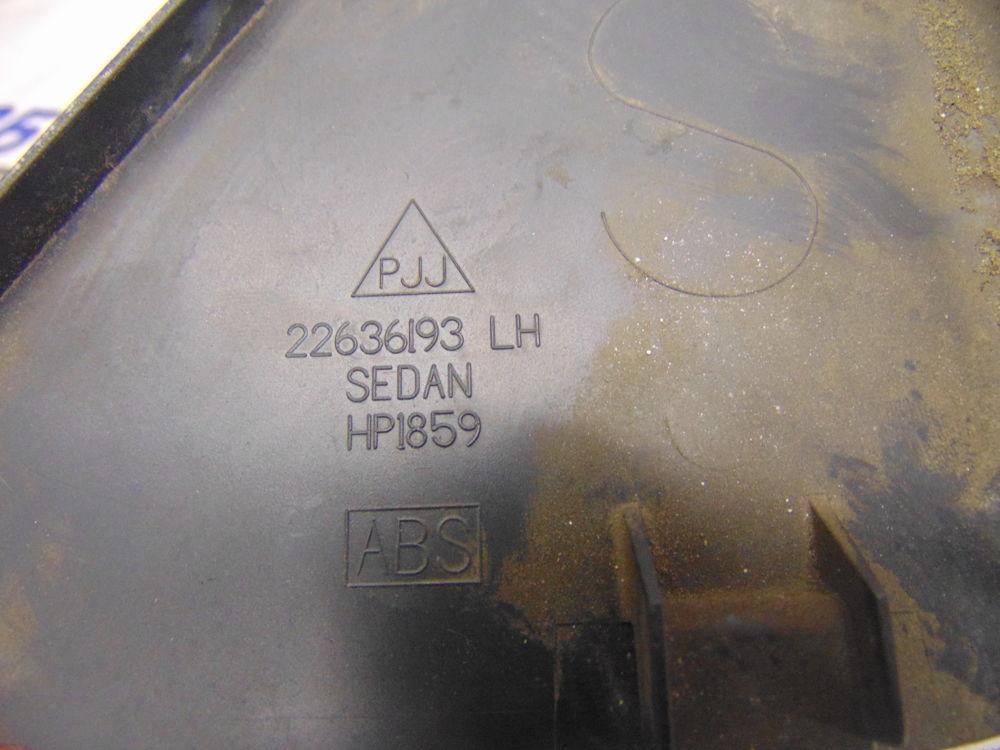 PJJ
22636193 LH
SEDAN
HP1859
ABS